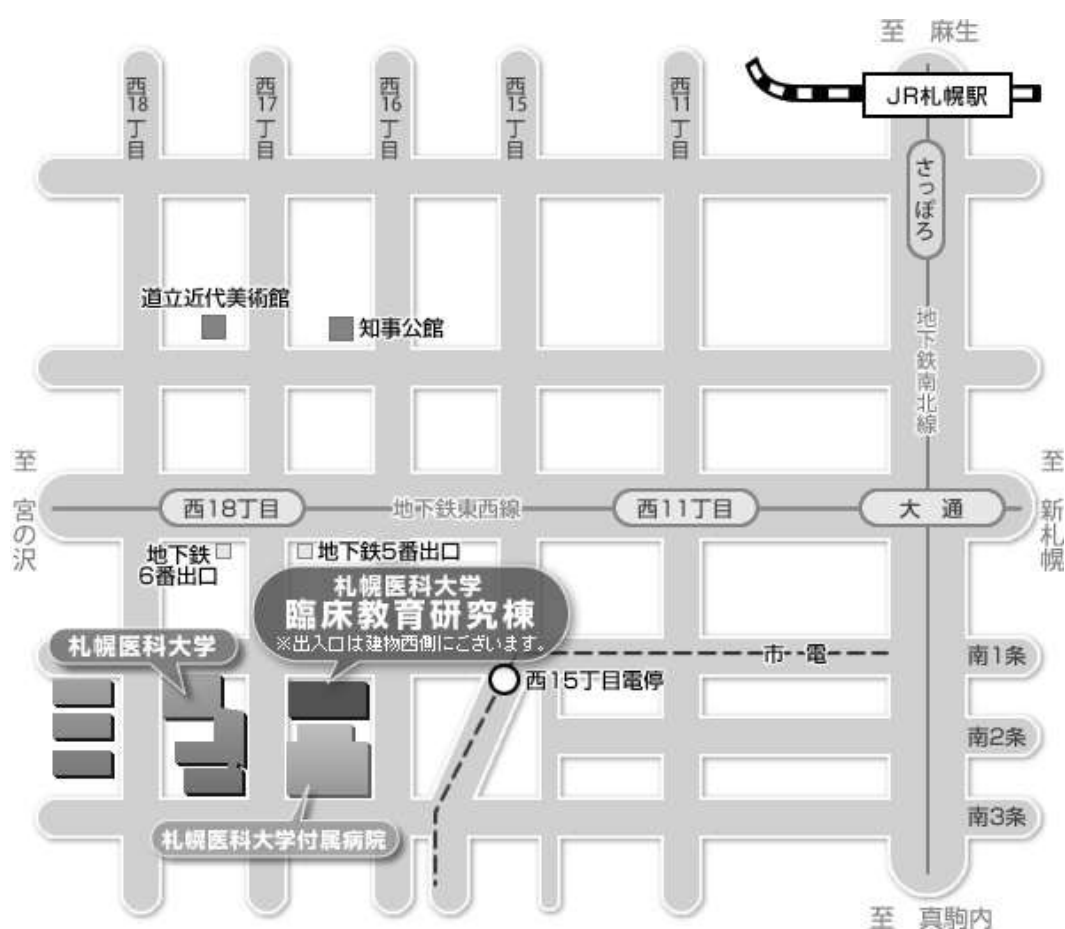 至 麻生
JR札幌駅
西18丁目
西17丁目
西16丁目
西15丁目
西11丁目
さっぽろ
道立近代美術館
知事公館
地下鉄南北線
至 宮の沢
西18丁目
地下鉄東西線
西11丁目
大通
至 新札幌
地下鉄
6番出口
地下鉄5番出口
札幌医科大学
臨床教育研究棟
※出入口は建物西側にございます。
札幌医科大学
市電
南1条
西15丁目電停
南2条
南3条
札幌医科大学付属病院
至 真駒内